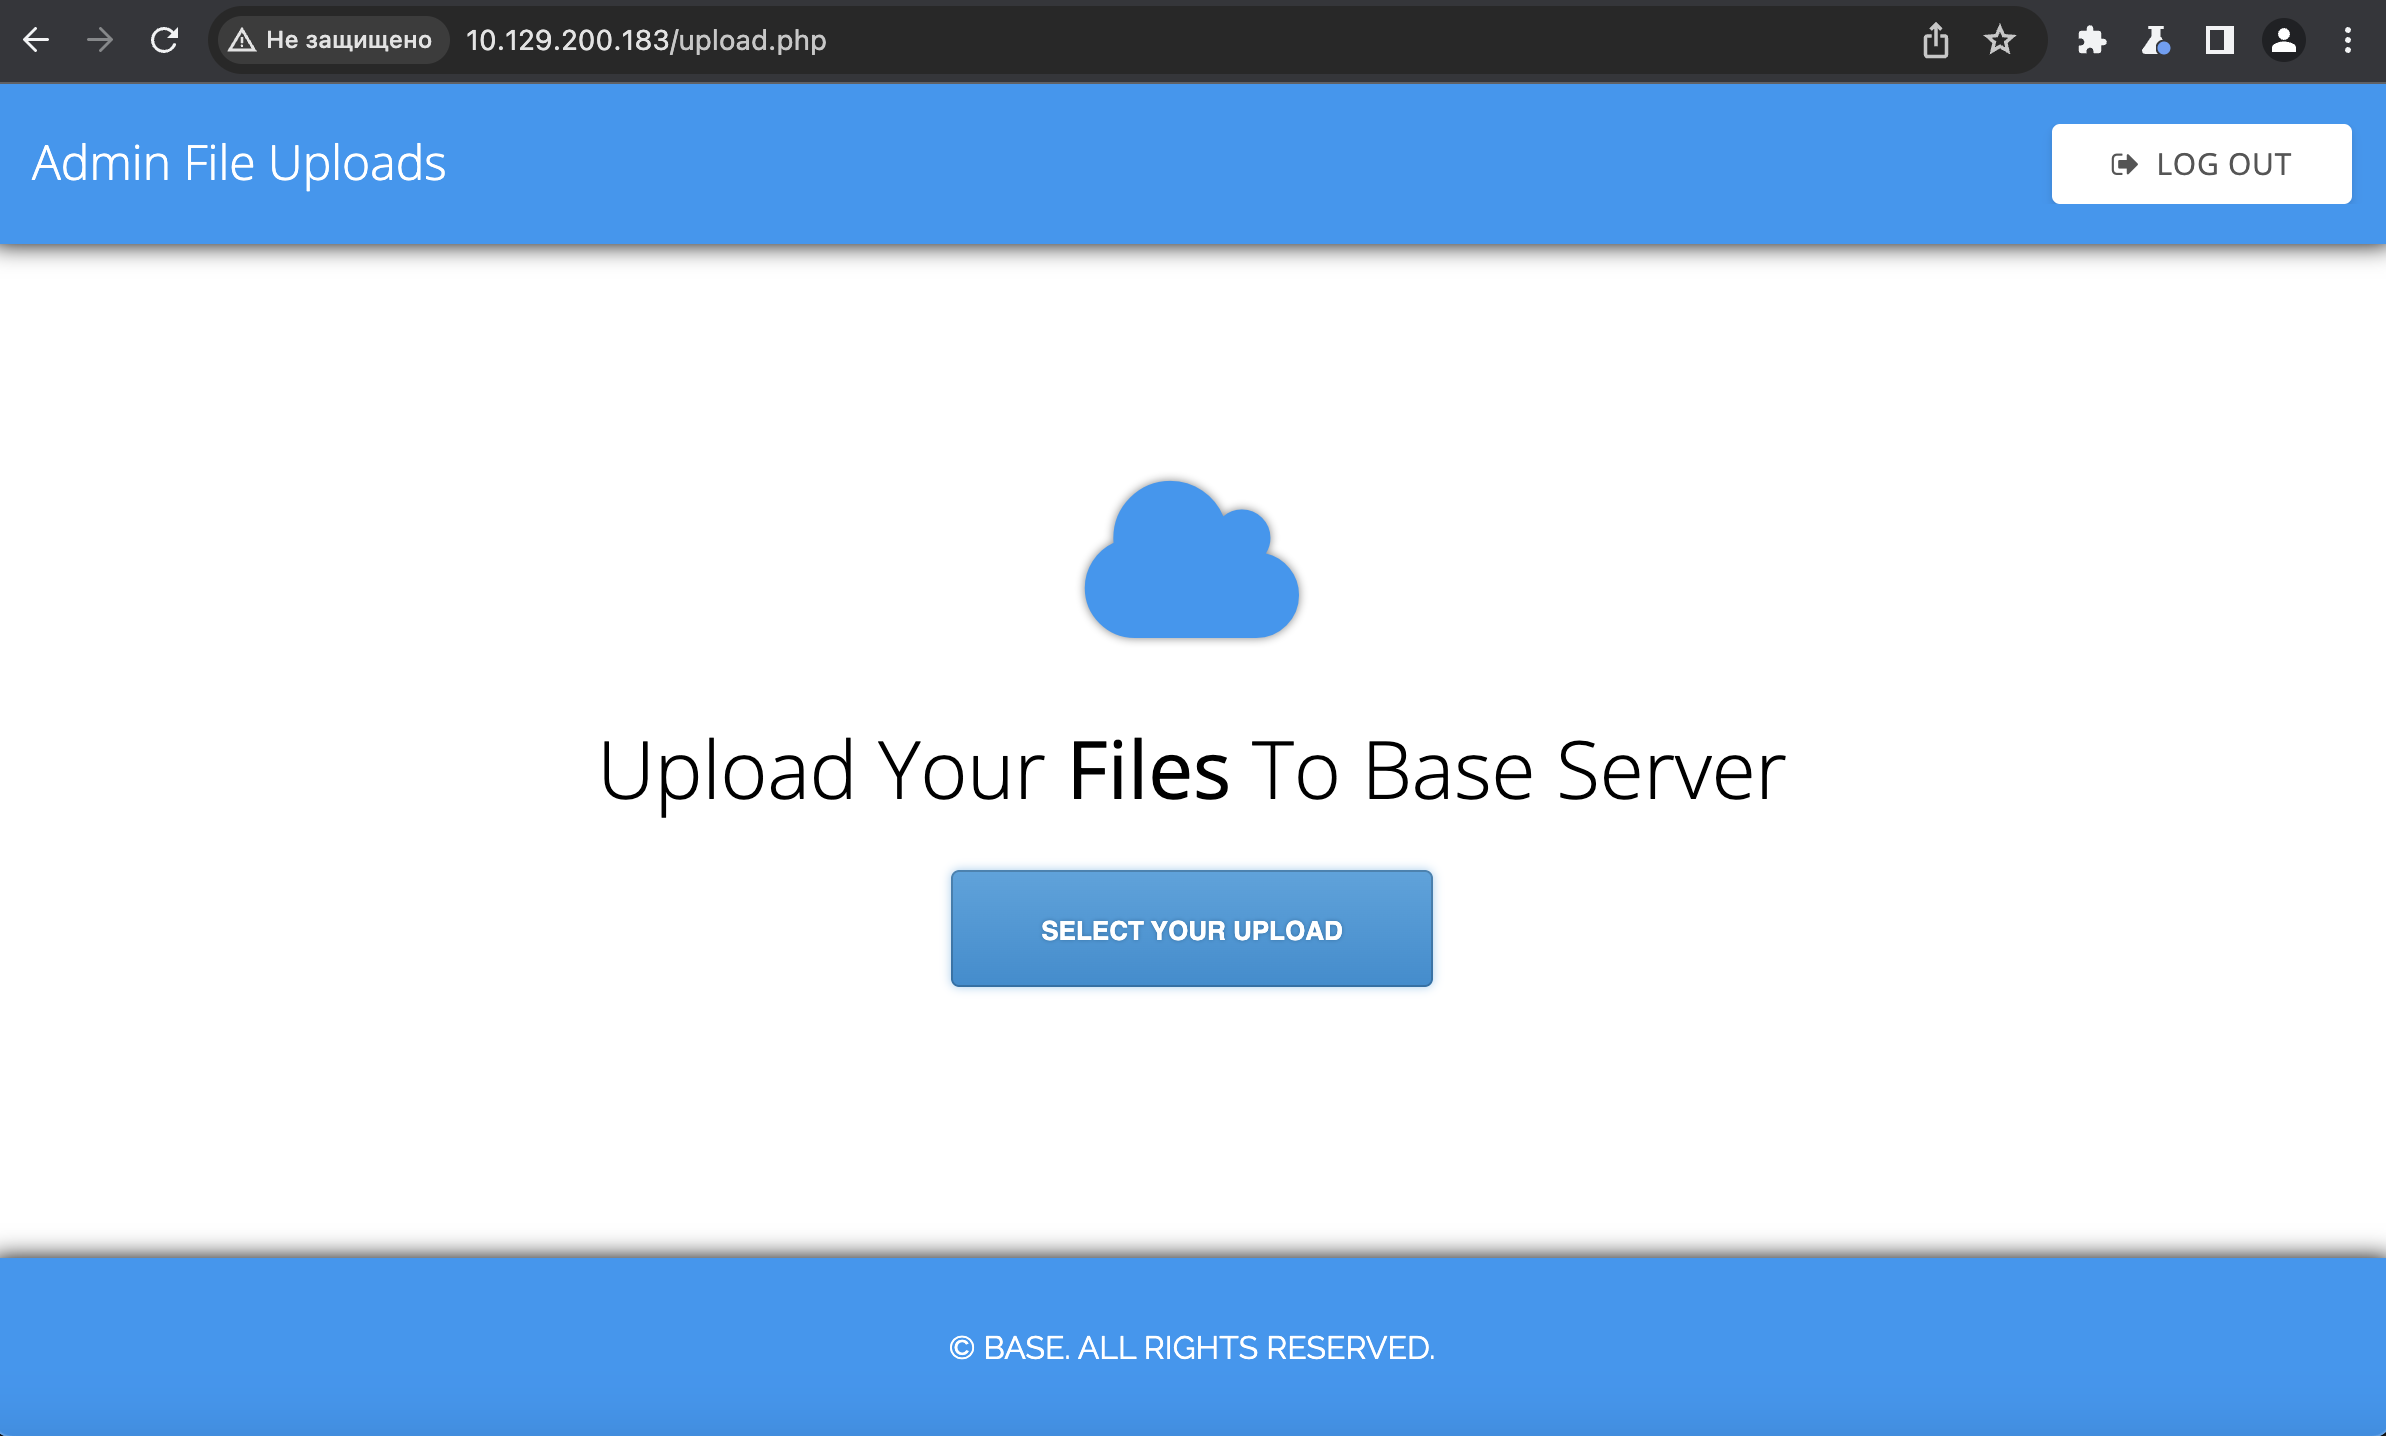 Не защищено 10.129.200.183/upload.php
Admin File Uploads
LOG OUT
Upload Your Files To Base Server
SELECT YOUR UPLOAD
© BASE. ALL RIGHTS RESERVED.